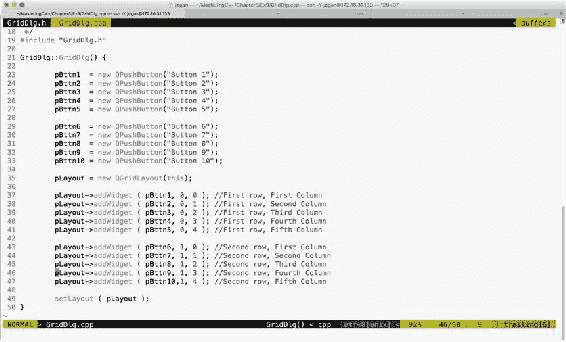 GridDlg.h GridDlg.cpp buffers
18 */
19 #include "GridDlg.h"
20
21 GridDlg::GridDlg() {
22
23 pBttn1 = new QPushButton("Button 1");
24 pBttn2 = new QPushButton("Button 2");
25 pBttn3 = new QPushButton("Button 3");
26 pBttn4 = new QPushButton("Button 4");
27 pBttn5 = new QPushButton("Button 5");
28
29 pBttn6 = new QPushButton("Button 6");
30 pBttn7 = new QPushButton("Button 7");
31 pBttn8 = new QPushButton("Button 8");
32 pBttn9 = new QPushButton("Button 9");
33 pBttn10 = new QPushButton("Button 10");
34
35 pLayout = new QGridLayout(this);
36
37 pLayout->addWidget ( pBttn1, 0, 0 ); //First row, First Column
38 pLayout->addWidget ( pBttn2, 0, 1 ); //First row, Second Column
39 pLayout->addWidget ( pBttn3, 0, 2 ); //First row, Third Column
40 pLayout->addWidget ( pBttn4, 0, 3 ); //First row, Fourth Column
41 pLayout->addWidget ( pBttn5, 0, 4 ); //First row, Fifth Column
42
43 pLayout->addWidget ( pBttn6, 1, 0 ); //Second row, First Column
44 pLayout->addWidget ( pBttn7, 1, 1 ); //Second row, Second Column
45 pLayout->addWidget ( pBttn8, 1, 2 ); //Second row, Third Column
46 pLayout->addWidget ( pBttn9, 1, 3 ); //Second row, Fourth Column
47 pLayout->addWidget ( pBttn10,1, 4 ); //Second row, Fifth Column
48
49 setLayout ( pLayout );
50 }
NORMAL > GridDlg.cpp GridDlg() < cpp 92% 46/50 : 9